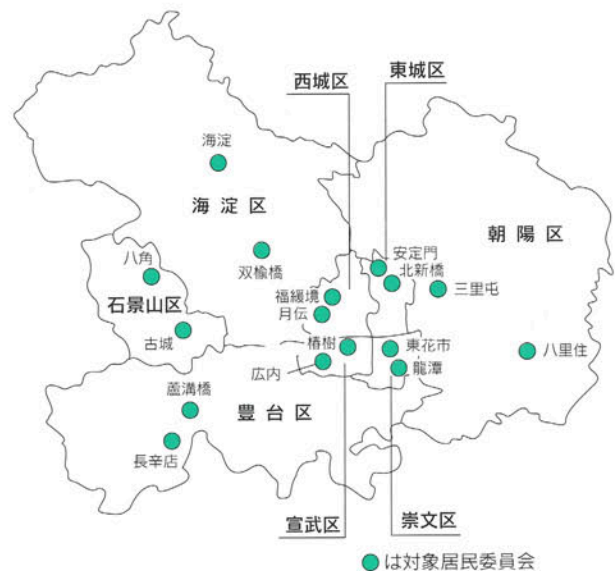 東城区
西城区
海淀
海淀区
朝陽区
安定門
八角
双楡橋
北新橋
三里屯
福緩境
石景山区
月伝
古城
椿樹
東花市
八里住
広内
龍潭
蘆溝橋
豊台区
長辛店
宣武区
崇文区
は対象居民委員会